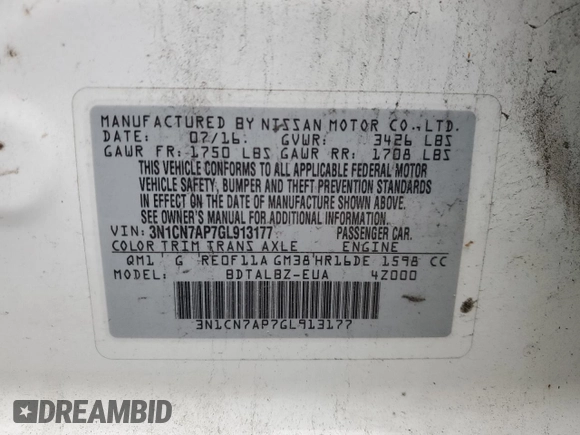 MANUFACTURED BY NISSAN MOTOR CO., LTD.
DATE: 07/16 GVWR: 3426 LBS
GAWR FR: 1750 LBS GAWR RR: 1708 LBS
THIS VEHICLE CONFORMS TO ALL APPLICABLE FEDERAL MOTOR
VEHICLE SAFETY, BUMPER AND THEFT PREVENTION STANDARDS
IN EFFECT ON THE DATE OF MANUFACTURE SHOWN ABOVE.
SEE OWNER'S MANUAL FOR ADDITIONAL INFORMATION
VIN: 3N1CN7AP7GL913177 PASSENGER CAR.
COLOR TRIM TRANS AXLE ENGINE
QM1 G RE0F11A GM38 HR16DE 1598 CC
MODEL: BDTALBZ-EUA 4Z000
3N1CN7AP7GL913177
DREAMBID